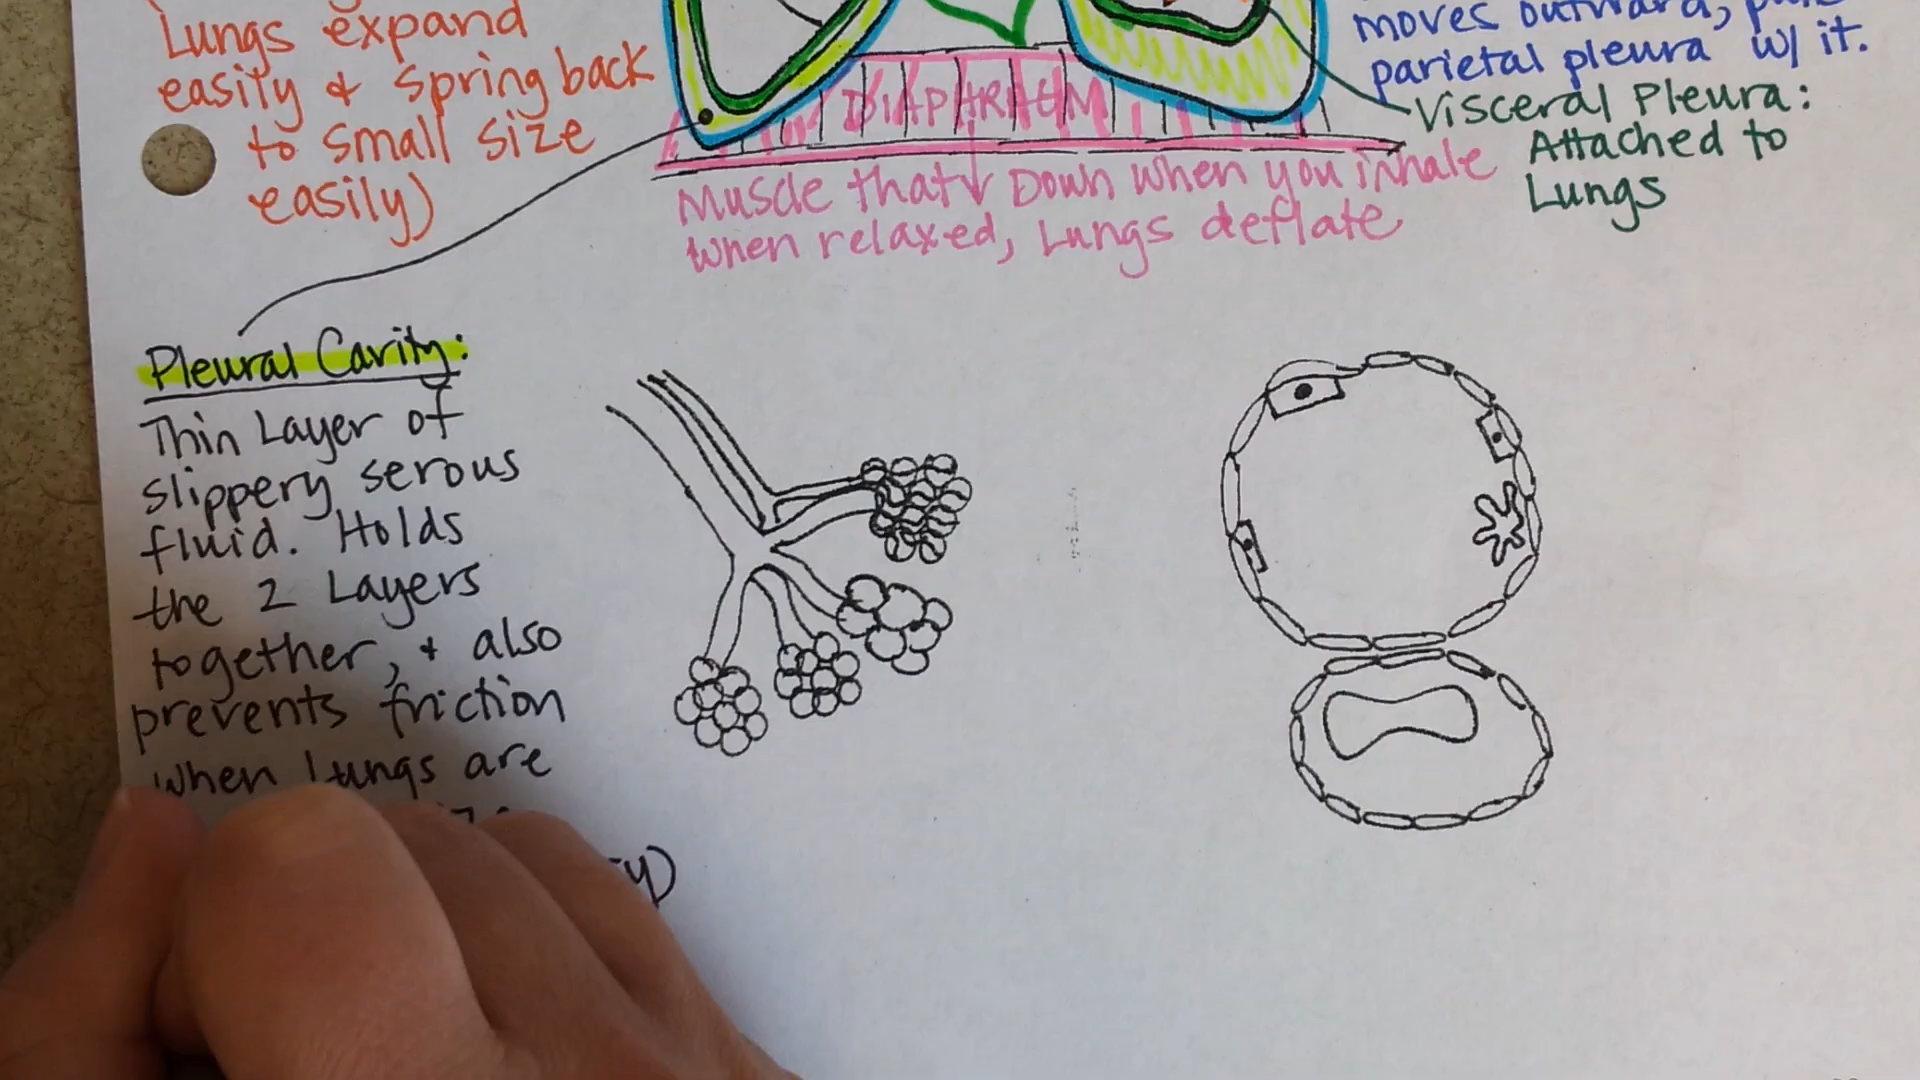 Lungs expand
easily & spring back
to small size
easily)
moves outward,
parietal pleura w/ it.
Visceral Pleura:
Attached to
Lungs
DIAPHRAGM
Muscle that ↓ Down when you inhale
when relaxed, Lungs deflate
Pleural Cavity:
Thin Layer of
slippery serous
fluid. Holds
the 2 Layers
together, & also
prevents friction
when lungs are